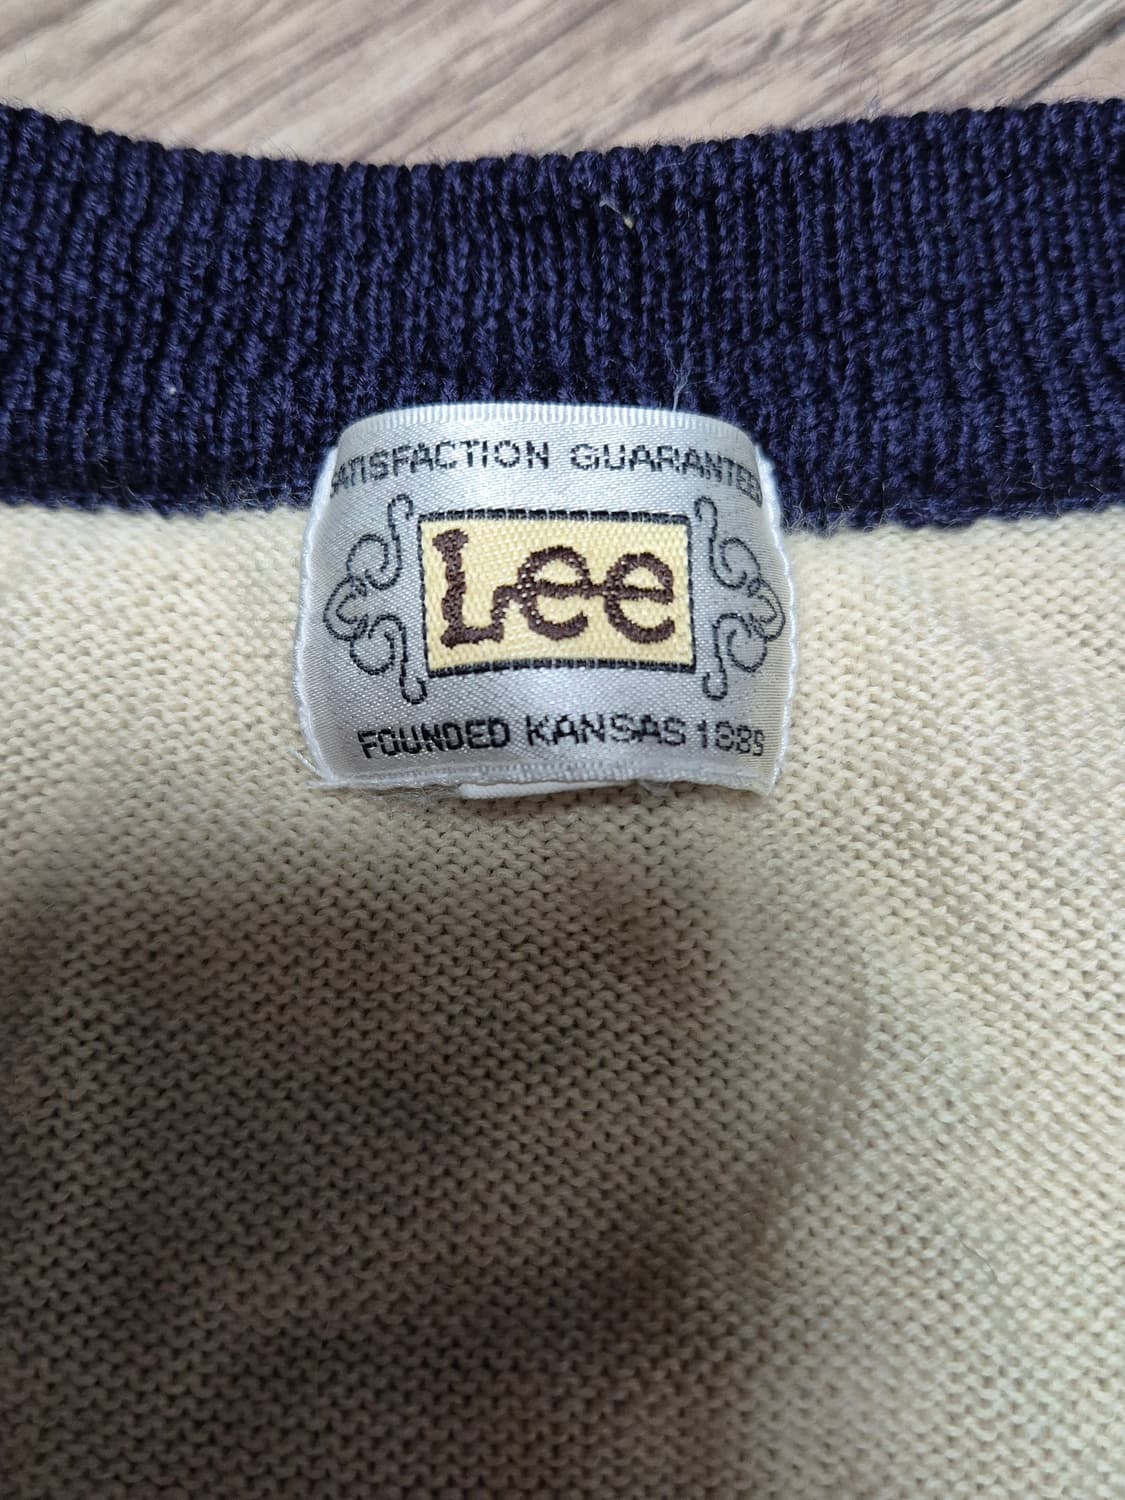 SATISFACTION GUARANTEED
Lee
FOUNDED KANSAS 1889